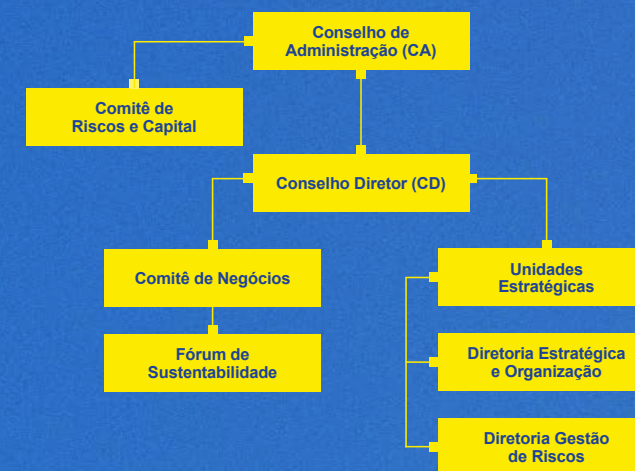 Conselho de
Administração (CA)
Comitê de
Riscos e Capital
Conselho Diretor (CD)
Comitê de Negócios
Unidades
Estratégicas
Fórum de
Sustentabilidade
Diretoria Estratégica
e Organização
Diretoria Gestão
de Riscos